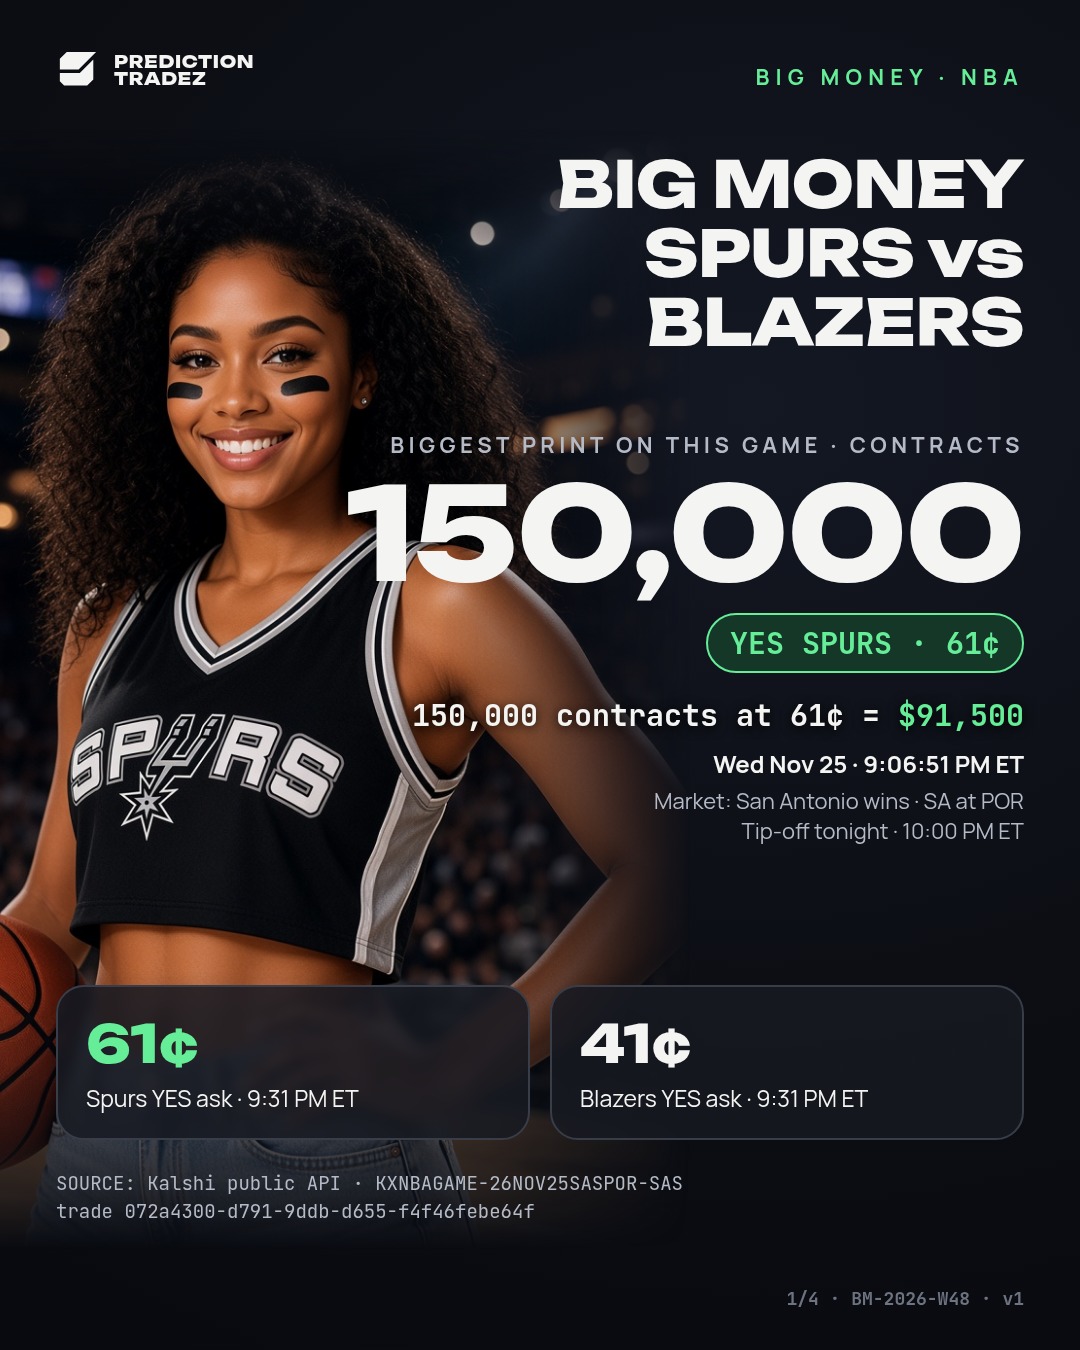 PREDICTION
TRADEZ
BIG MONEY · NBA
BIG MONEY
SPURS vs
BLAZERS
BIGGEST PRINT ON THIS GAME · CONTRACTS
150,000
YES SPURS · 61¢
150,000 contracts at 61¢ = $91,500
Wed Nov 25 · 9:06:51 PM ET
Market: San Antonio wins · SA at POR
Tip-off tonight · 10:00 PM ET
SPURS
61¢
Spurs YES ask · 9:31 PM ET
41¢
Blazers YES ask · 9:31 PM ET
SOURCE: Kalshi public API · KXNBAGAME-26NOV25SASPOR-SAS
trade 072a4300-d791-9ddb-d655-f4f46febe64f
1/4 · BM-2026-W48 · v1